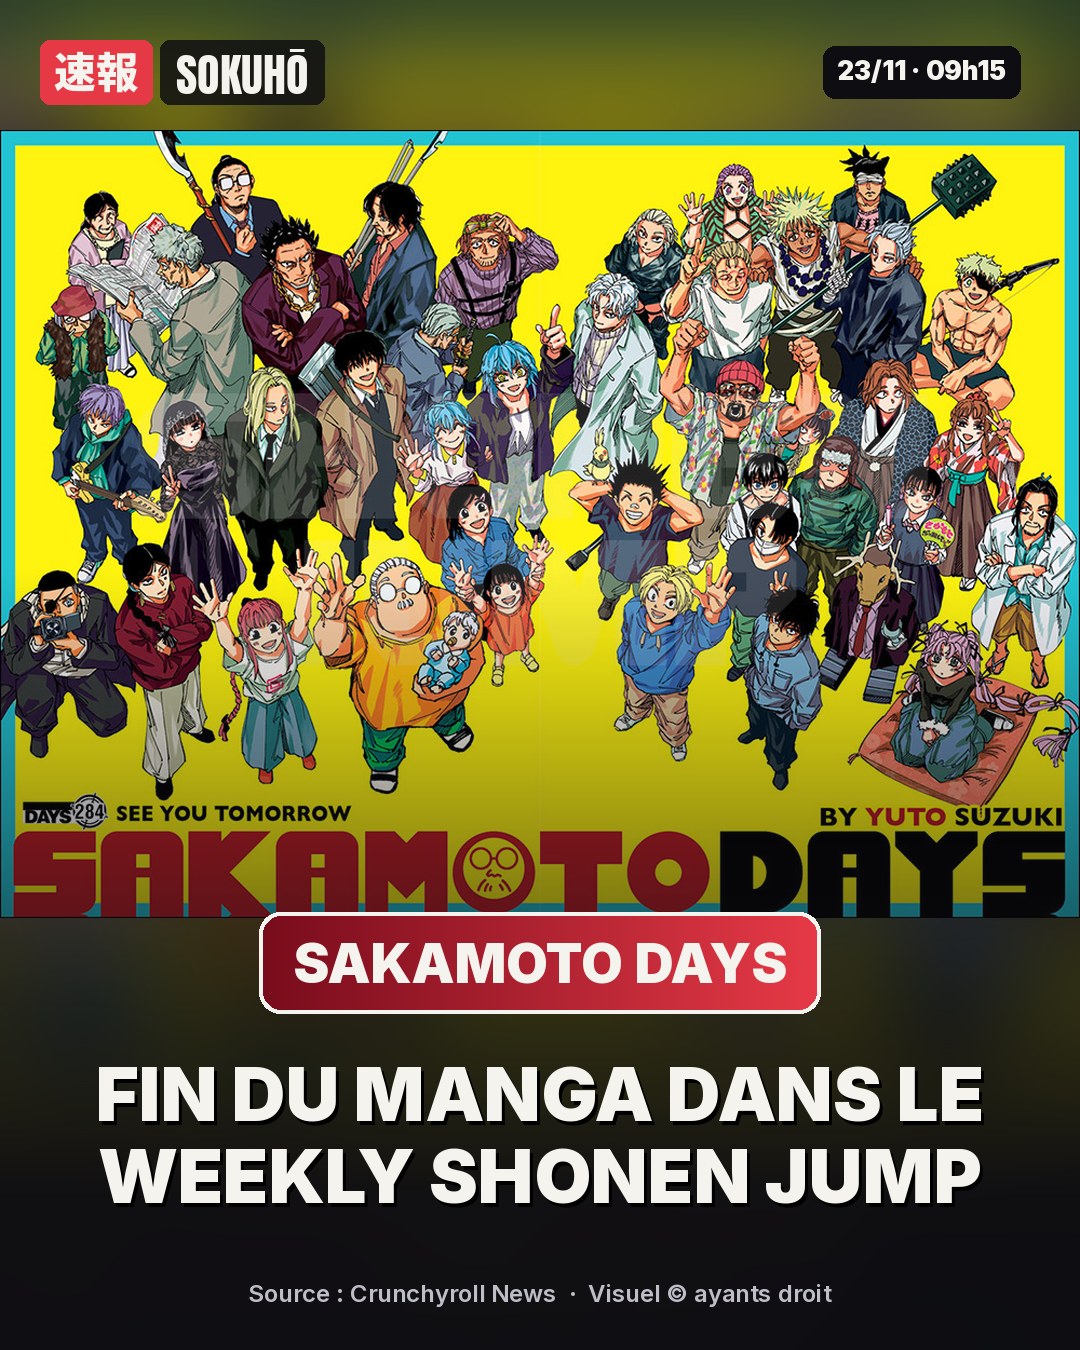 速報 SOKUHŌ
23/11 · 09h15
DAYS 284 SEE YOU TOMORROW
BY YUTO SUZUKI
SAKAMOTO DAYS
SAKAMOTO DAYS
FIN DU MANGA DANS LE
WEEKLY SHONEN JUMP
Source : Crunchyroll News · Visuel © ayants droit